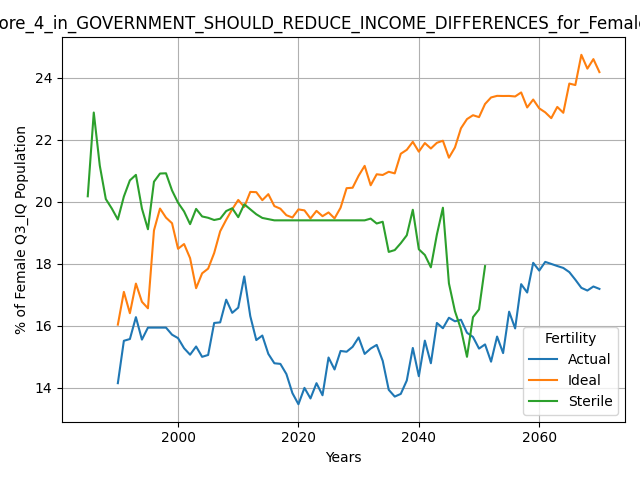 ore_4_in_GOVERNMENT_SHOULD_REDUCE_INCOME_DIFFERENCES_for_Female
% of Female Q3_IQ Population
24
22
20
18
16
14
2000
2020
2040
2060
Years
Fertility
Actual
Ideal
Sterile